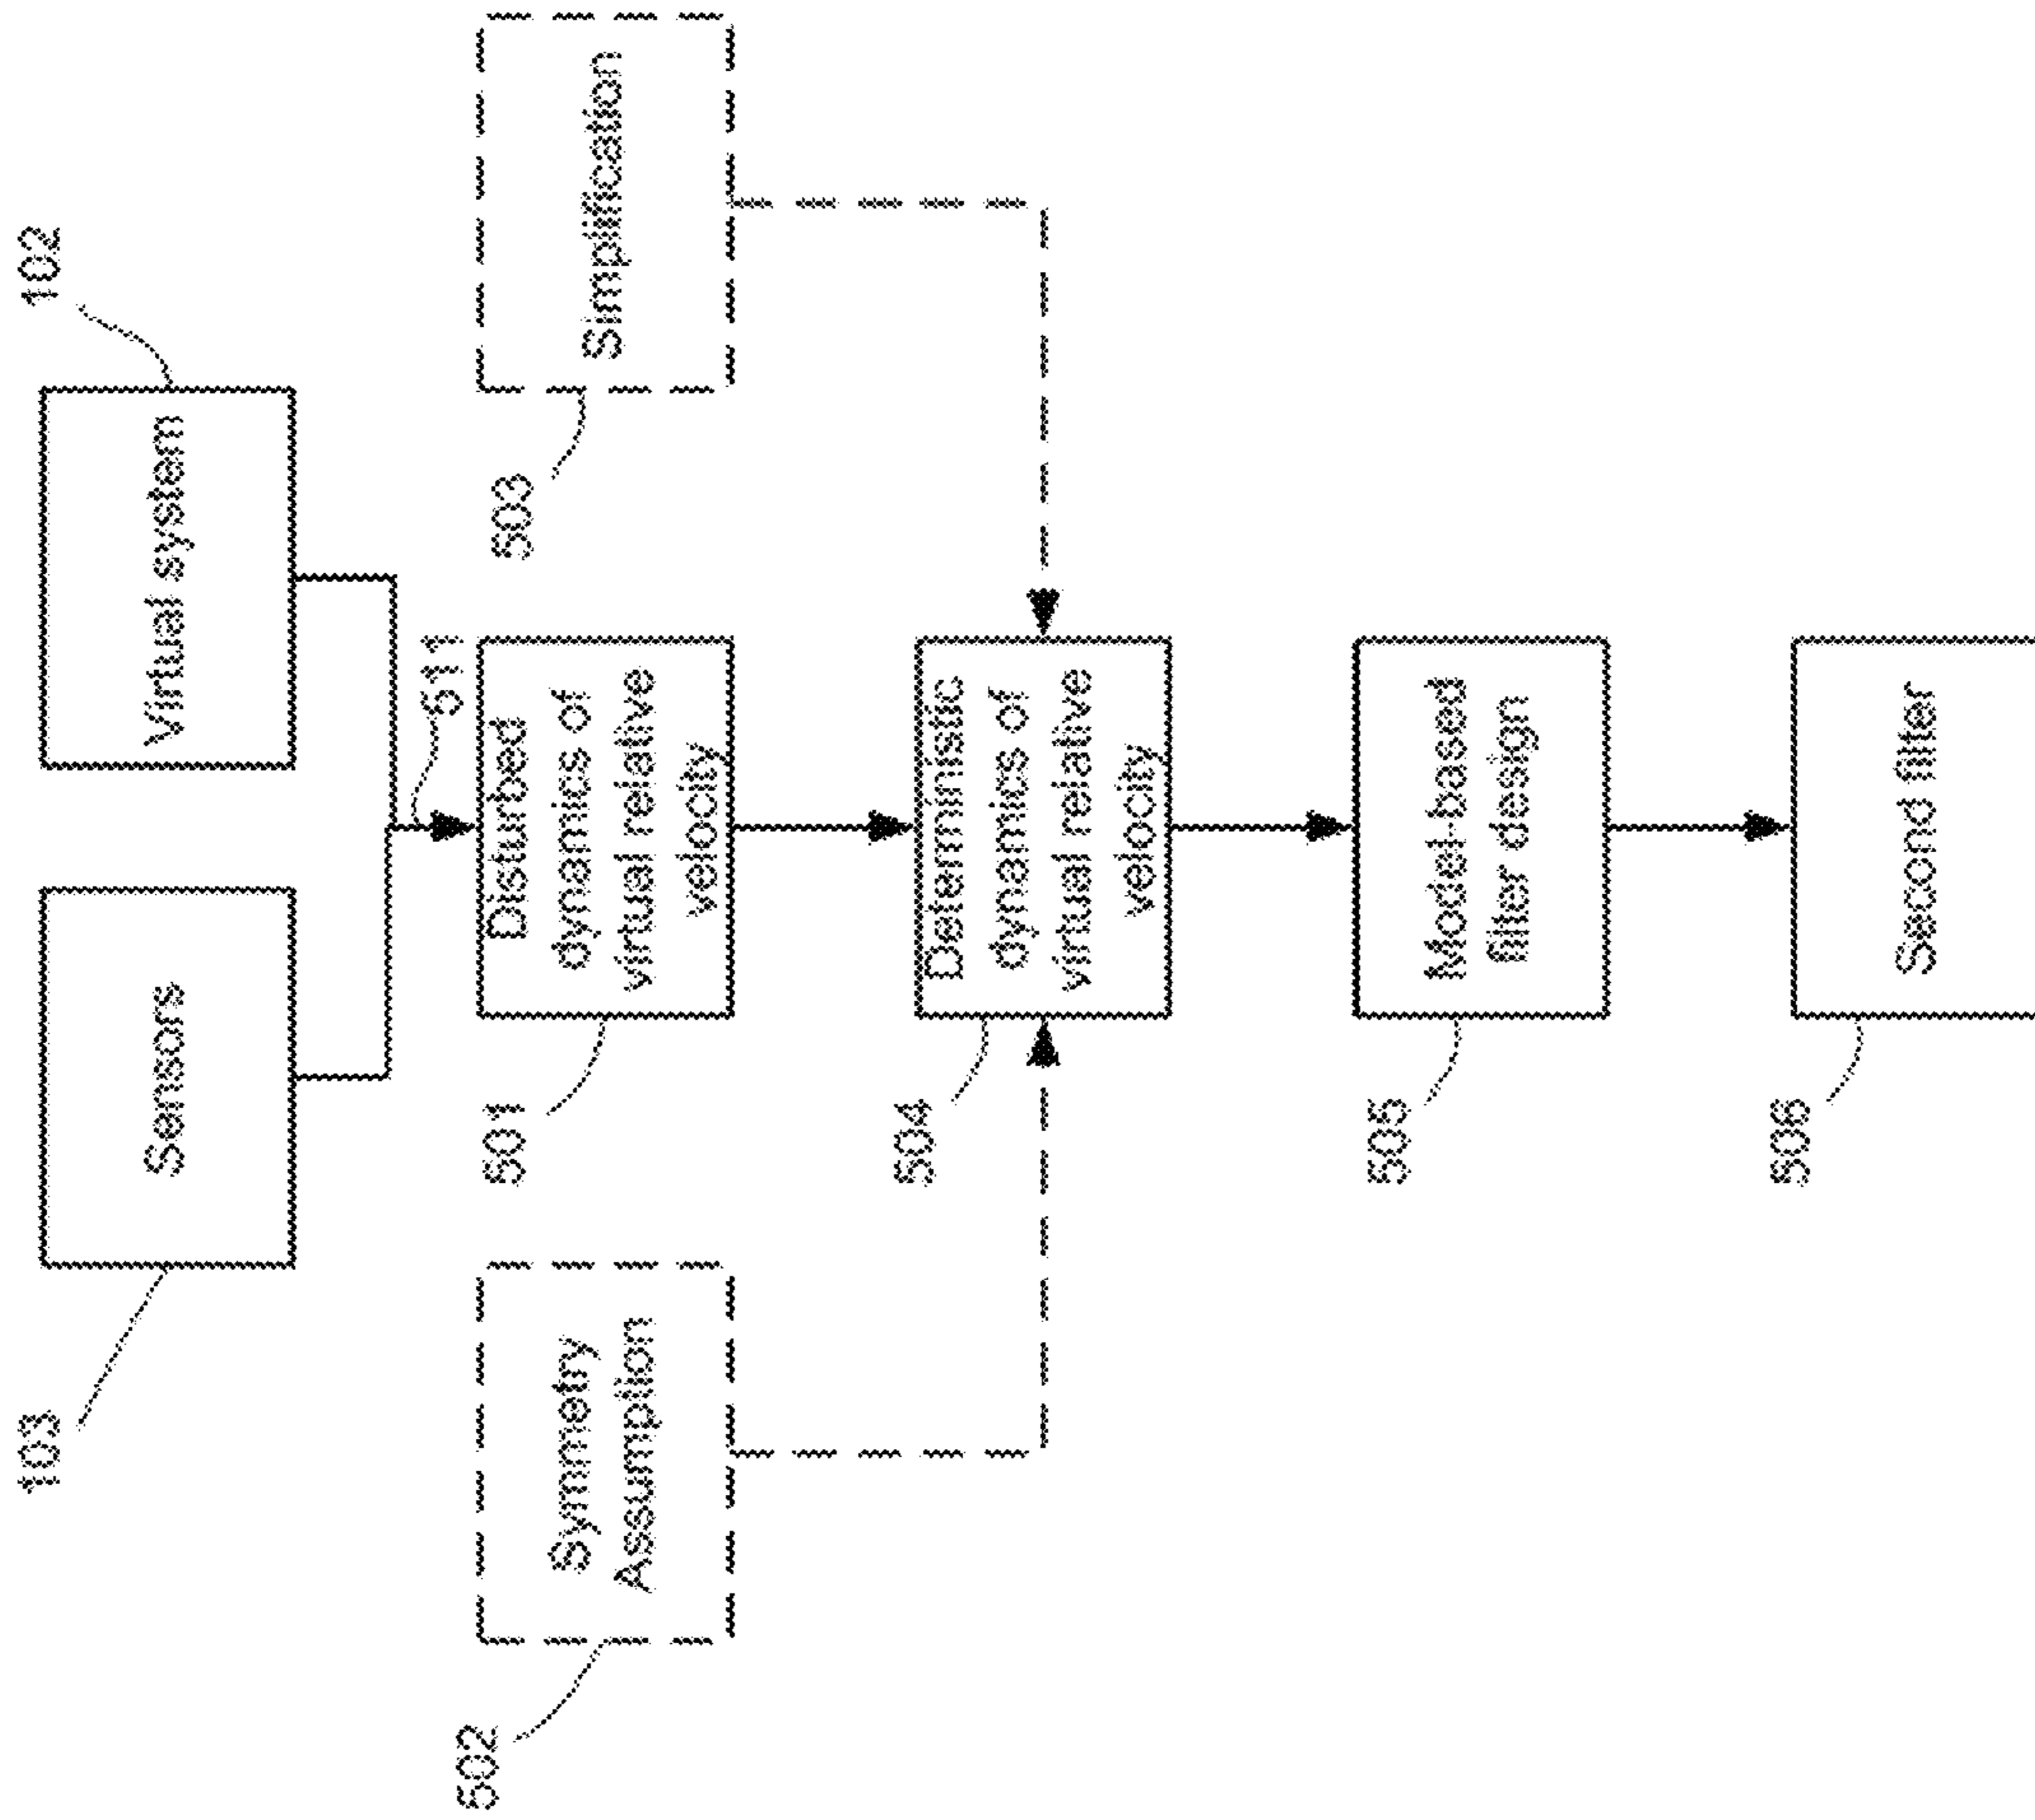 103
102
Sensors
Virtual system
511
502
501
503
Symmetry
Assumption
Disturbed
dynamics of
virtual relative
velocity
Simplification
504
Deterministic
dynamics of
virtual relative
velocity
505
Model-based
filter design
506
Second filter